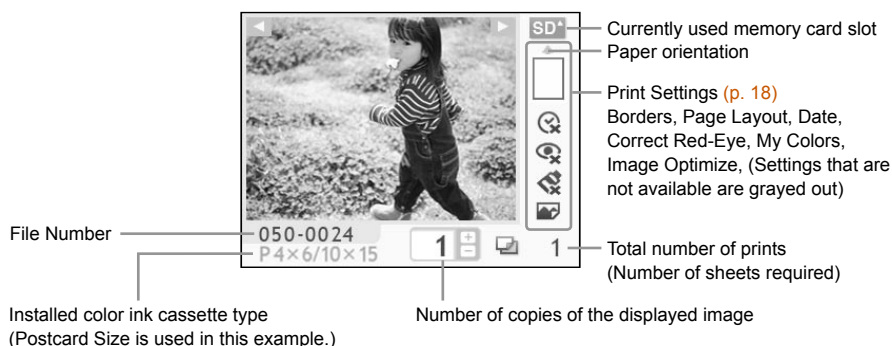 SD
Currently used memory card slot
Paper orientation
Print Settings (p. 18)
Borders, Page Layout, Date,
Correct Red-Eye, My Colors,
Image Optimize, (Settings that are
not available are grayed out)
File Number
050-0024
P4×6/10×15
1
+
−
1
Total number of prints
(Number of sheets required)
Installed color ink cassette type
(Postcard Size is used in this example.)
Number of copies of the displayed image